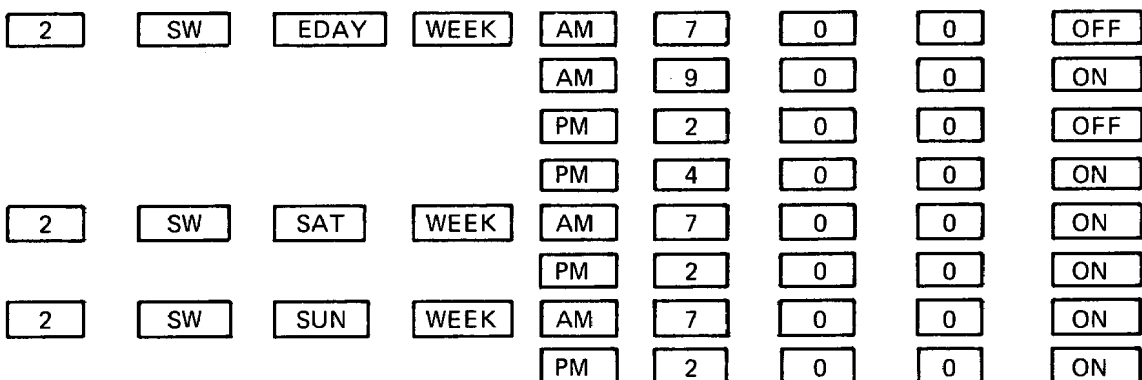 2 SW EDAY WEEK AM 7 0 0 OFF
AM 9 0 0 ON
PM 2 0 0 OFF
PM 4 0 0 ON
2 SW SAT WEEK AM 7 0 0 ON
PM 2 0 0 ON
2 SW SUN WEEK AM 7 0 0 ON
PM 2 0 0 ON